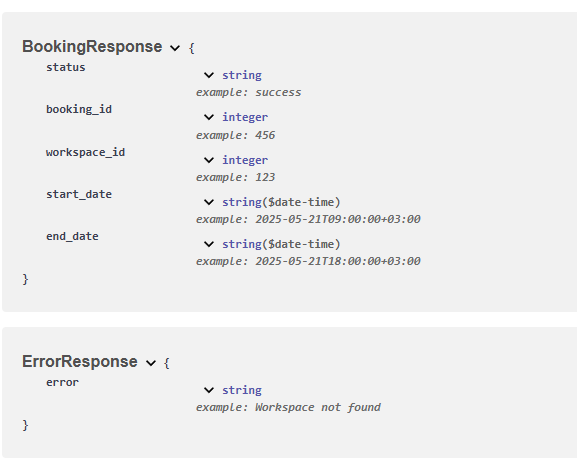 BookingResponse {
status
string
example: success
booking_id
integer
example: 456
workspace_id
integer
example: 123
start_date
string($date-time)
example: 2025-05-21T09:00:00+03:00
end_date
string($date-time)
example: 2025-05-21T18:00:00+03:00
}
ErrorResponse {
error
string
example: Workspace not found
}